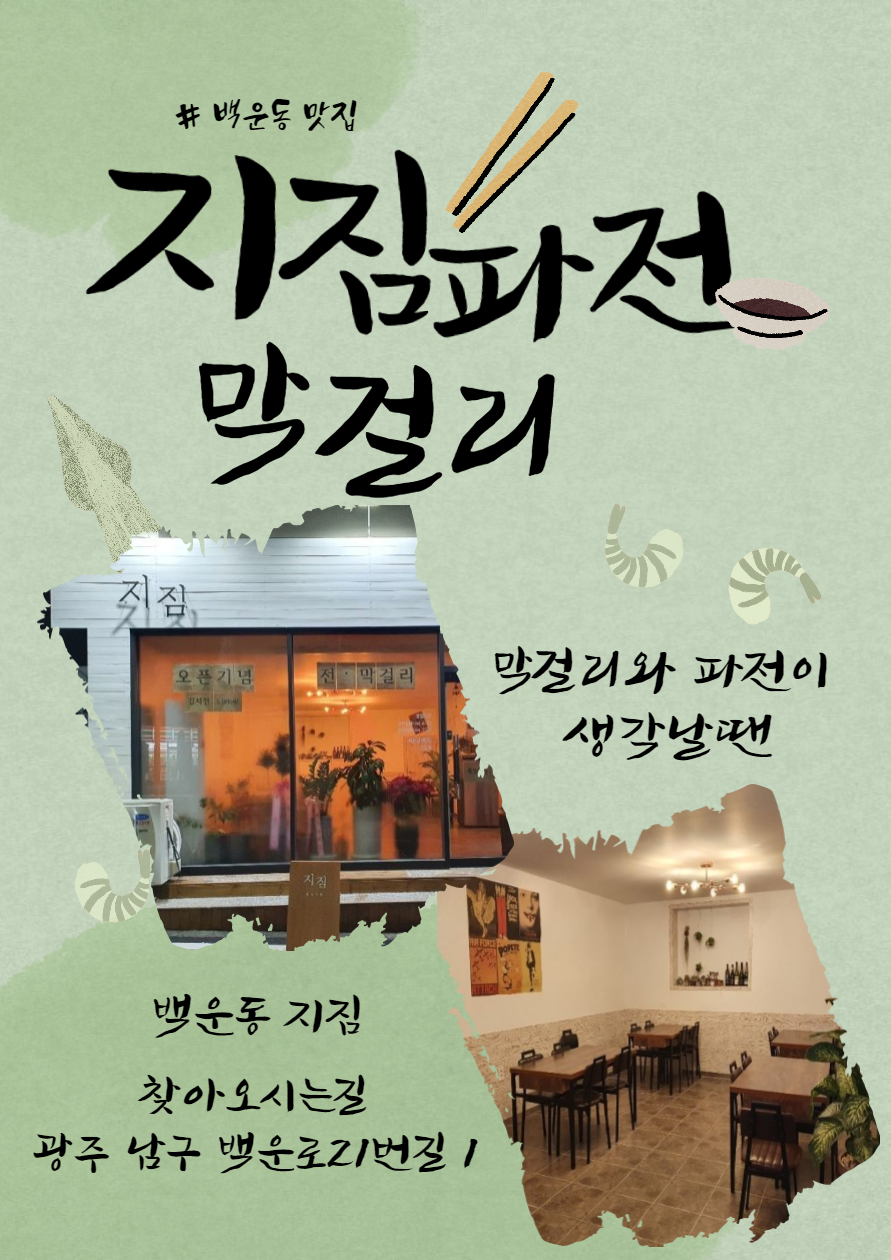 # 백운동 맛집
지짐파전
막걸리
지짐
오픈기념
전·막걸리
막걸리와 파전이
생각날땐
지짐
POPEYE
백운동 지짐
찾아오시는길
광주 남구 백운로21번길 1